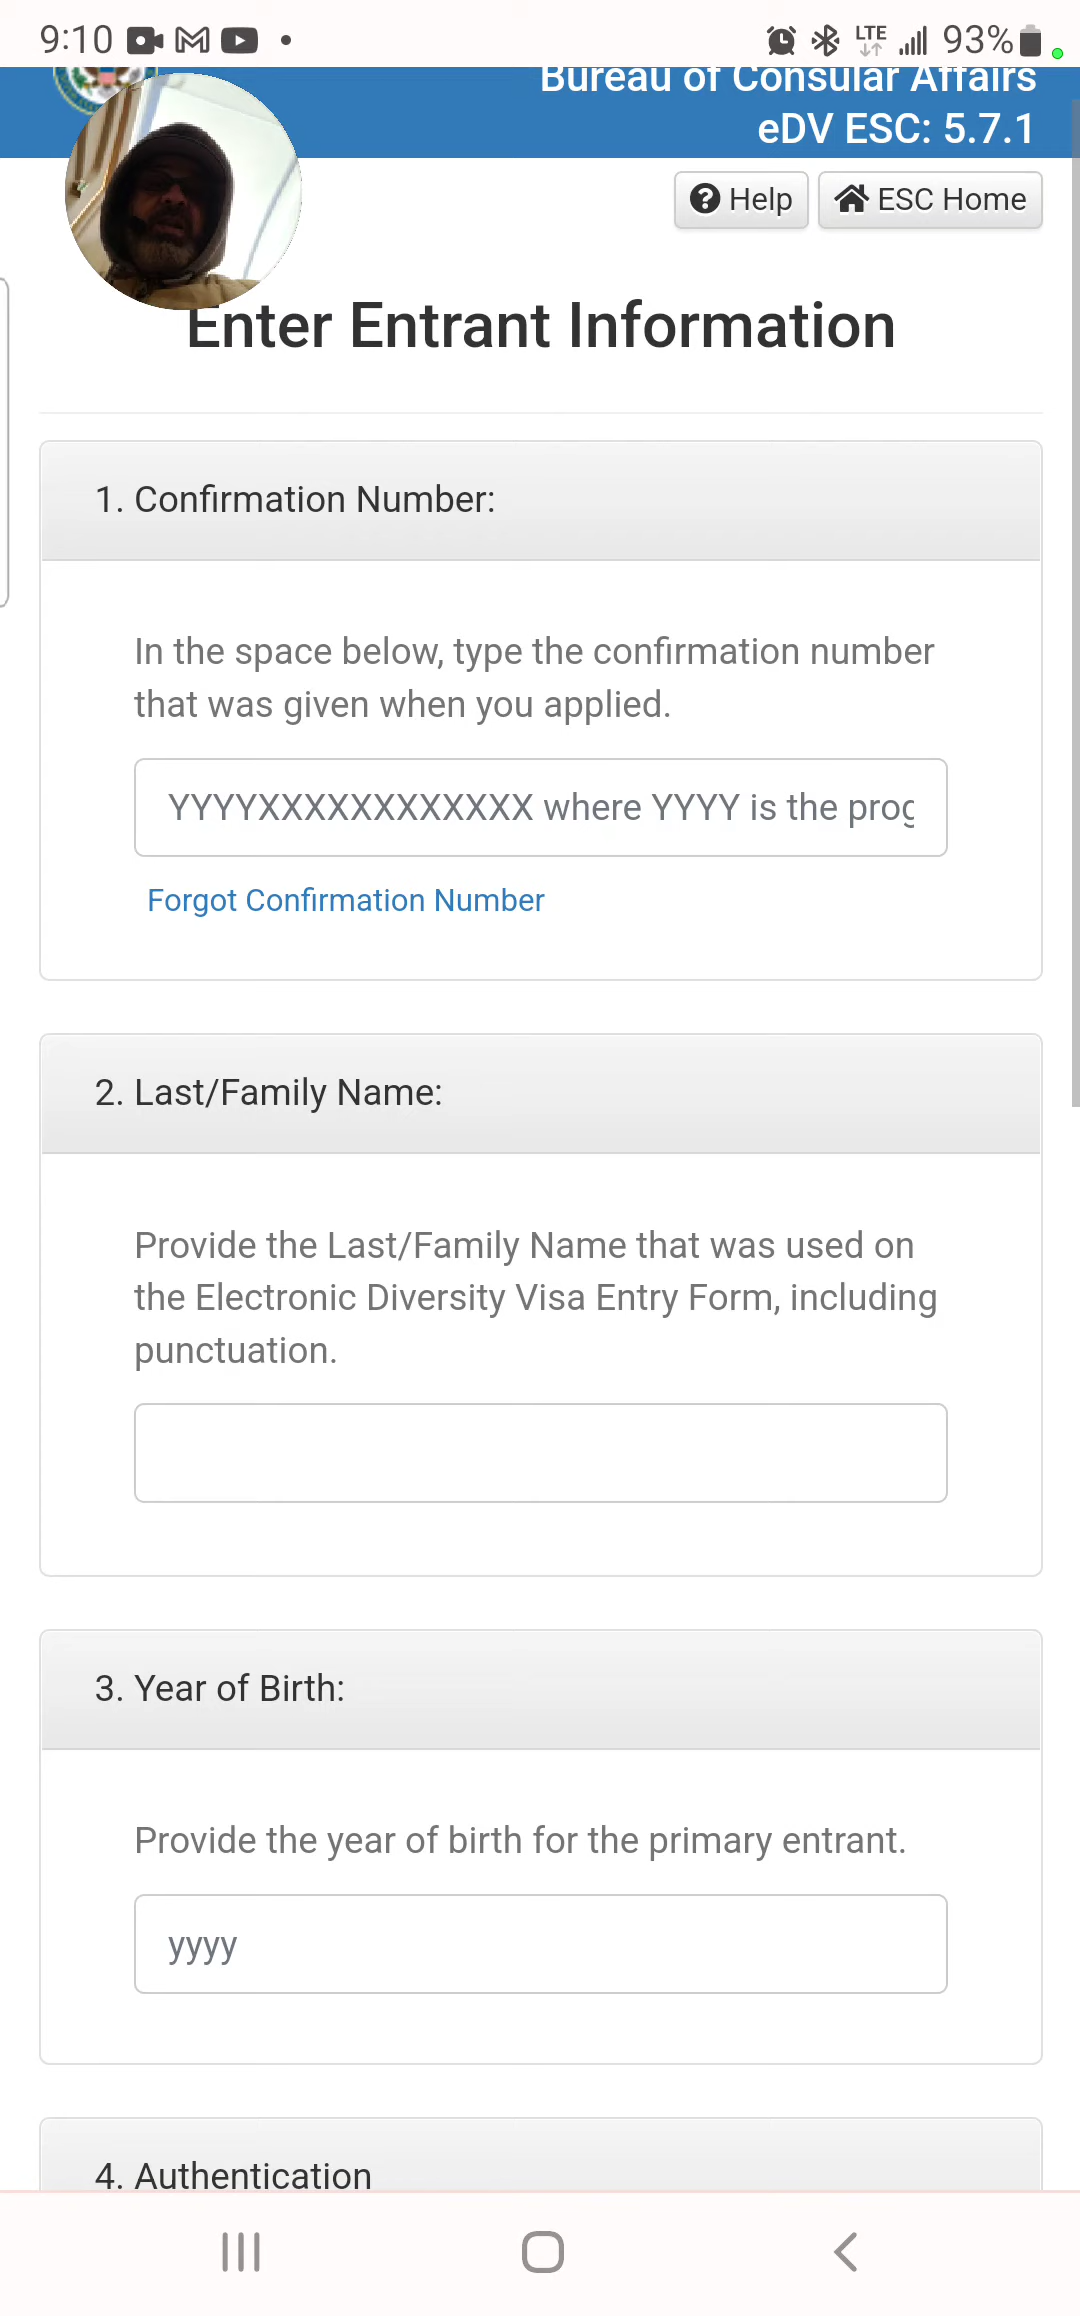 9:10
LTE
93%
Bureau of Consular Affairs
eDV ESC: 5.7.1
Help
ESC Home
Enter Entrant Information
1. Confirmation Number:
In the space below, type the confirmation number
that was given when you applied.
YYYYXXXXXXXXXXXX where YYYY is the prog
Forgot Confirmation Number
2. Last/Family Name:
Provide the Last/Family Name that was used on
the Electronic Diversity Visa Entry Form, including
punctuation.
3. Year of Birth:
Provide the year of birth for the primary entrant.
yyyy
4. Authentication